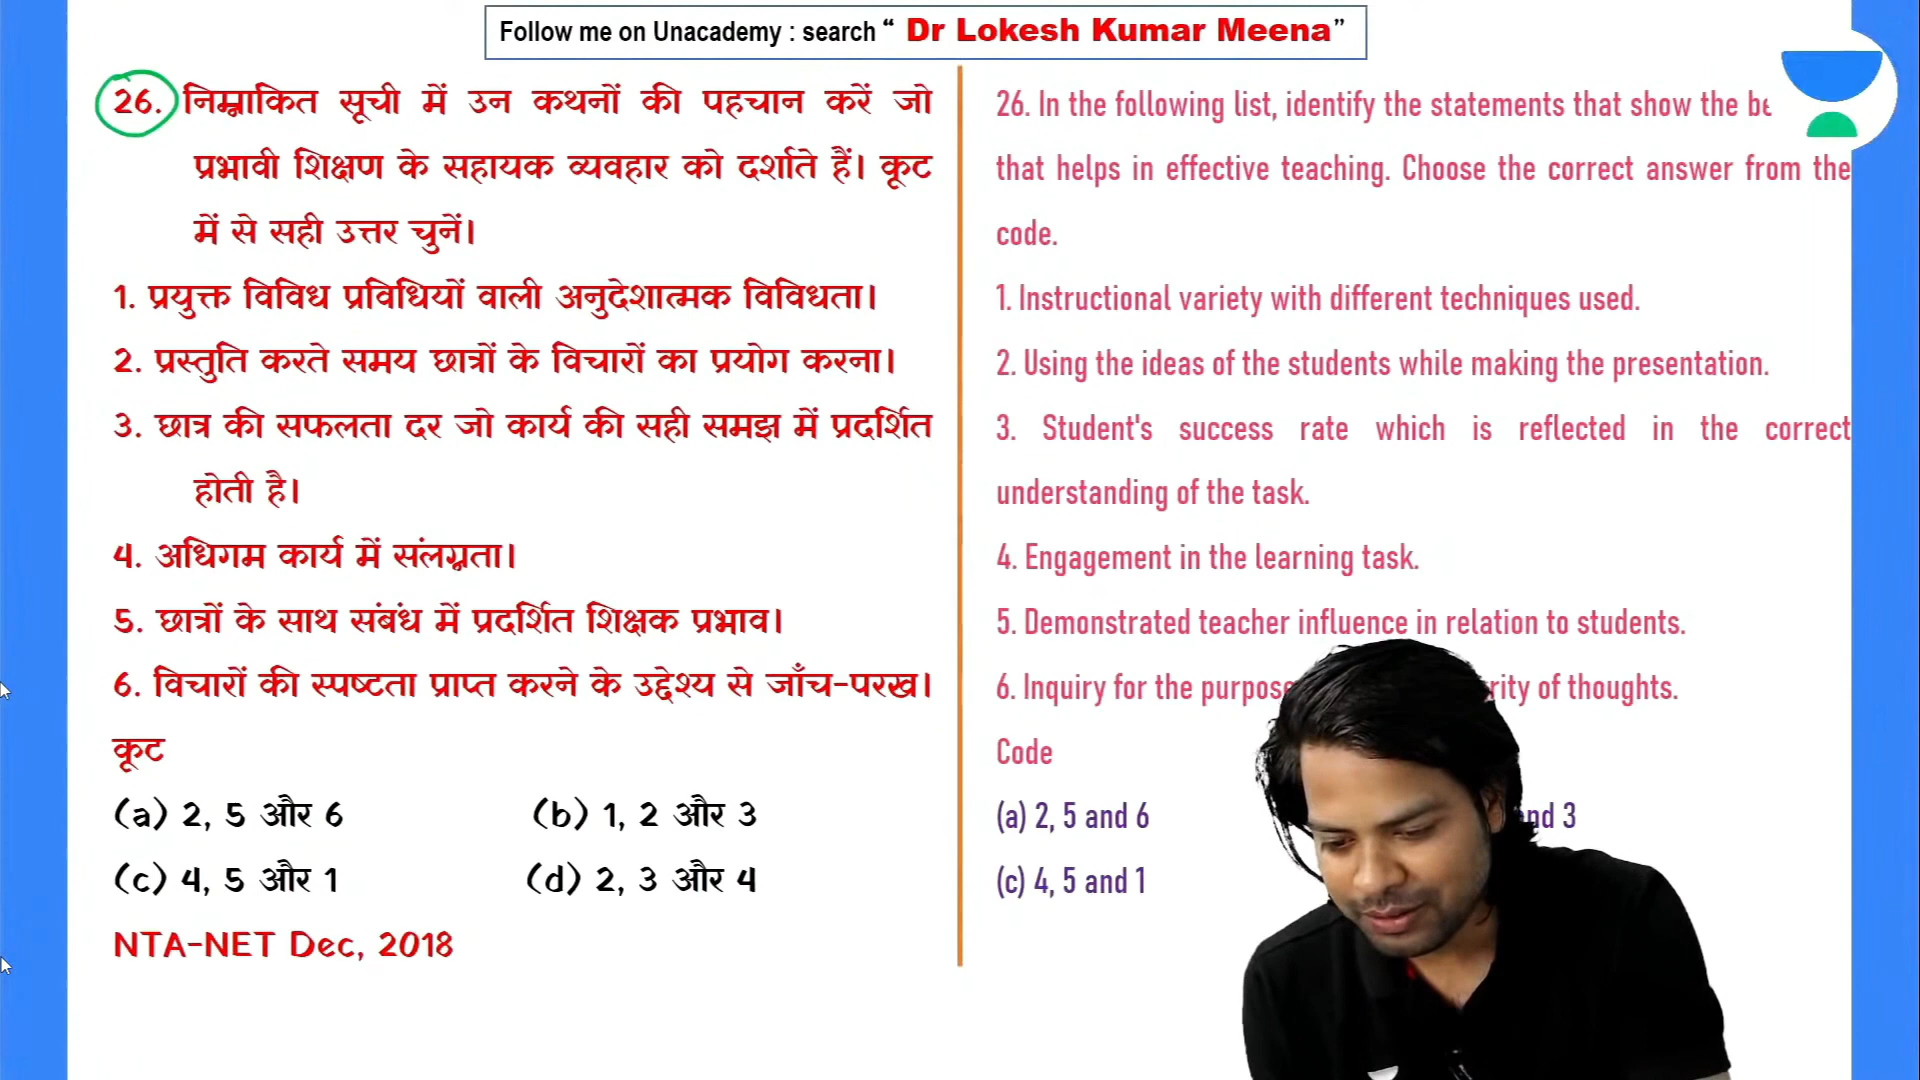 Follow me on Unacademy : search “ Dr Lokesh Kumar Meena”
26. निम्नांकित सूची में उन कथनों की पहचान करें जो
प्रभावी शिक्षण के सहायक व्यवहार को दर्शाते हैं। कूट
में से सही उत्तर चुनें।
1. प्रयुक्त विविध प्रविधियों वाली अनुदेशात्मक विविधता।
2. प्रस्तुति करते समय छात्रों के विचारों का प्रयोग करना।
3. छात्र की सफलता दर जो कार्य की सही समझ में प्रदर्शित
होती है।
4. अधिगम कार्य में संलग्नता।
5. छात्रों के साथ संबंध में प्रदर्शित शिक्षक प्रभाव।
6. विचारों की स्पष्टता प्राप्त करने के उद्देश्य से जाँच-परख।
कूट
(a) 2, 5 और 6 (b) 1, 2 और 3
(c) 4, 5 और 1 (d) 2, 3 और 4
NTA-NET Dec, 2018
26. In the following list, identify the statements that show the
that helps in effective teaching. Choose the correct answer from the
code.
1. Instructional variety with different techniques used.
2. Using the ideas of the students while making the presentation.
3. Student's success rate which is reflected in the correct
understanding of the task.
4. Engagement in the learning task.
5. Demonstrated teacher influence in relation to students.
6. Inquiry for the of thoughts.
Code
(a) 2, 5 and 6 and 3
(c) 4, 5 and 1